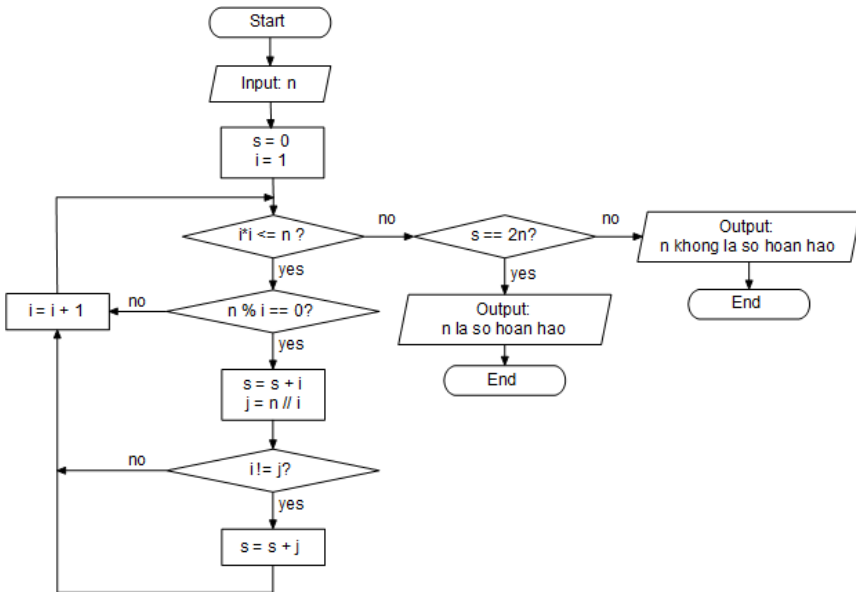 Start
Input: n
s = 0
i = 1
i*i <= n ?
no
s == 2n?
no
Output:
n khong la so hoan hao
yes
yes
End
i = i + 1
no
n % i == 0?
Output:
n la so hoan hao
yes
End
s = s + i
j = n // i
no
i != j?
yes
s = s + j